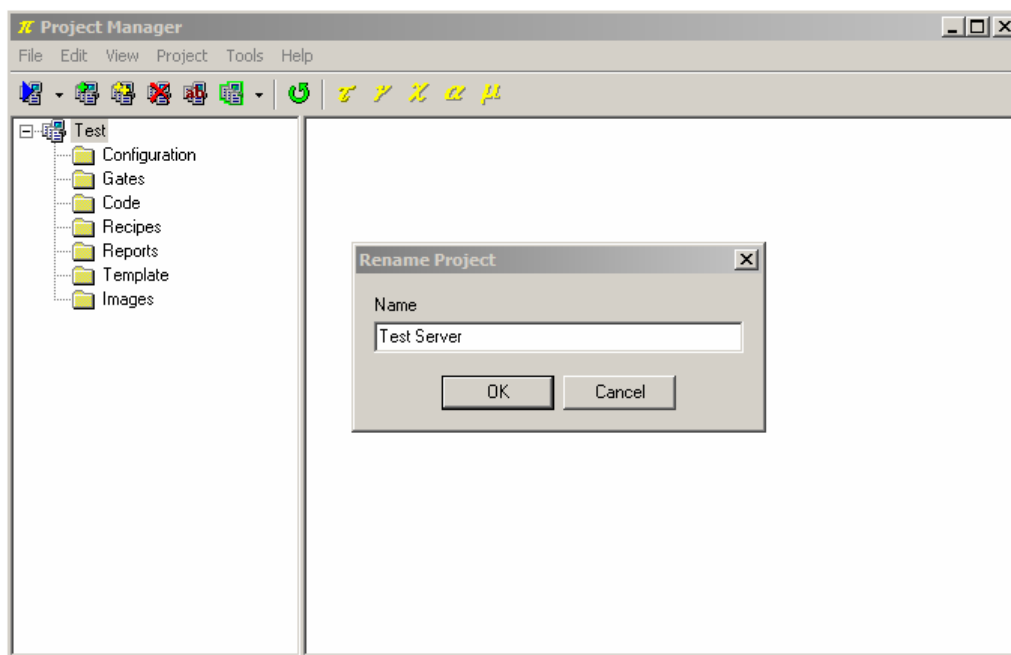 π Project Manager
File Edit View Project Tools Help
τ γ χ α μ
Test
Configuration
Gates
Code
Recipes
Reports
Template
Images
Rename Project
Name
Test Server
OK Cancel